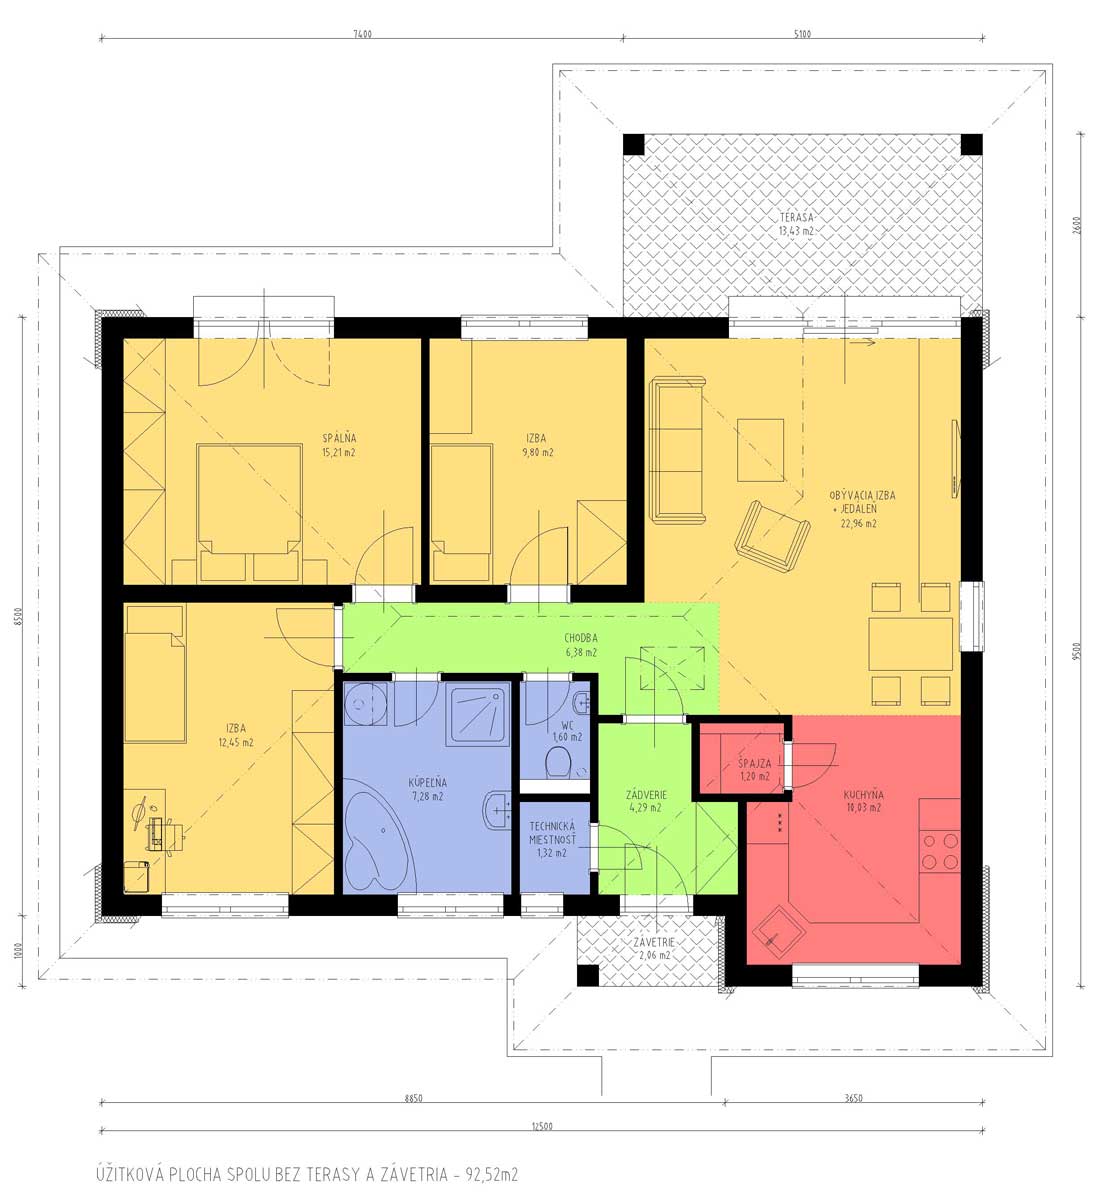 7400
5100
TERASA
13,43 m2
2600
SPÁLŇA
15,21 m2
IZBA
9,80 m2
OBÝVACIA IZBA
+ JEDÁLEŇ
22,96 m2
8500
9500
CHODBA
6,38 m2
IZBA
12,45 m2
WC
1,60 m2
KÚPEĽŇA
7,28 m2
ŠPAJZA
1,20 m2
ZÁDVERIE
4,29 m2
KUCHYŇA
10,03 m2
TECHNICKÁ
MIESTNOSŤ
1,32 m2
ZÁVETRIE
2,06 m2
1000
8850
3650
12500
ÚŽITKOVÁ PLOCHA SPOLU BEZ TERASY A ZÁVETRIA - 92,52m2